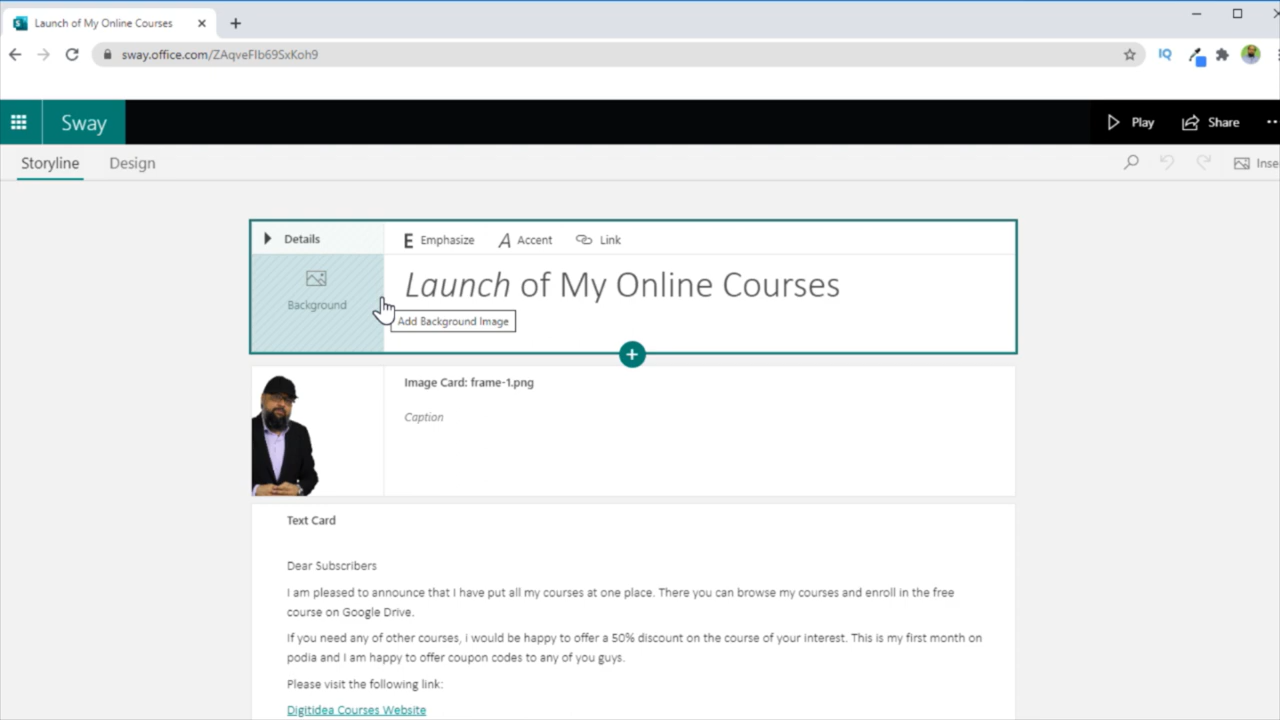 Launch of My Online Courses
sway.office.com/ZAqveFIb69SxKoh9
IQ
Sway
Play
Share
Storyline
Design
Inse
Details
Emphasize
A Accent
Link
Background
Launch of My Online Courses
Add Background Image
Image Card: frame-1.png
Caption
Text Card
Dear Subscribers
I am pleased to announce that I have put all my courses at one place. There you can browse my courses and enroll in the free
course on Google Drive.
If you need any of other courses, i would be happy to offer a 50% discount on the course of your interest. This is my first month on
podia and I am happy to offer coupon codes to any of you guys.
Please visit the following link:
Digitidea Courses Website